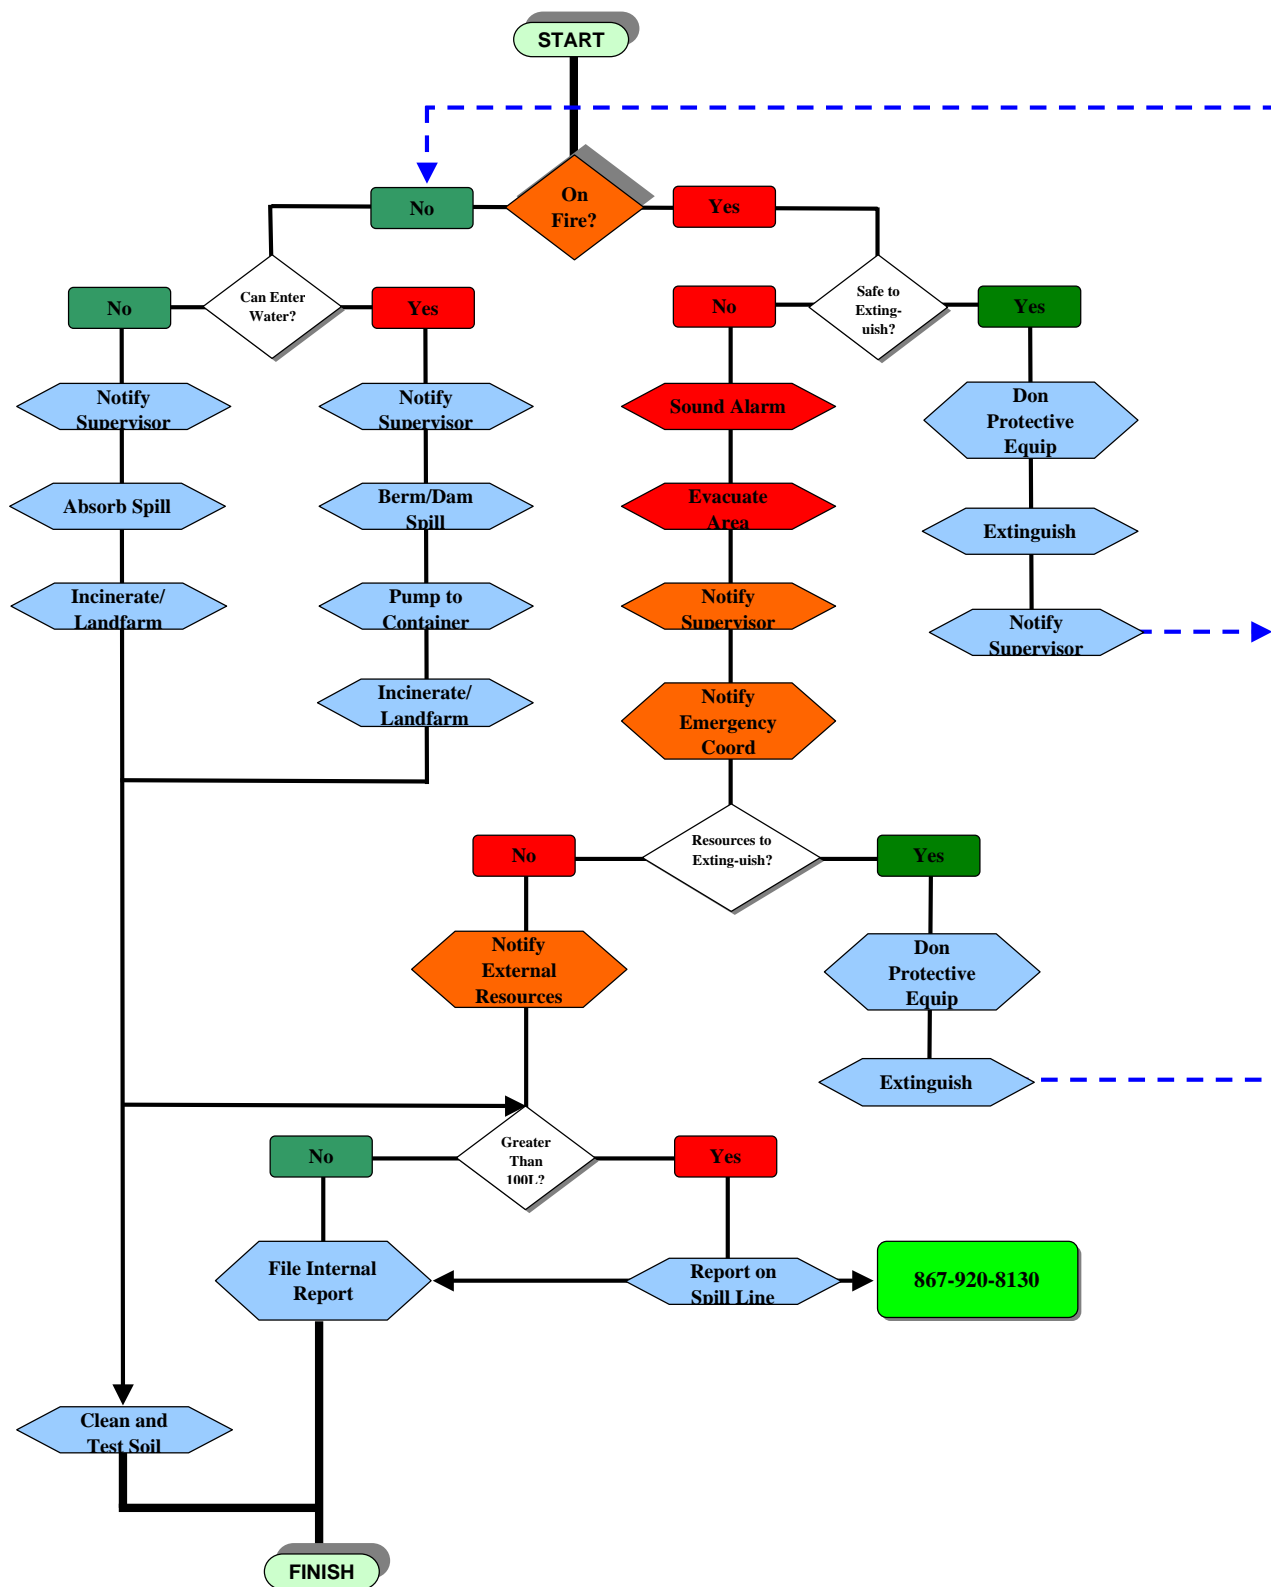 START
On
Fire?
No
Yes
Can Enter
Water?
No
Yes
Safe to
Exting-
uish?
No
Yes
Notify
Supervisor
Notify
Supervisor
Sound Alarm
Don
Protective
Equip
Absorb Spill
Berm/Dam
Spill
Evacuate
Area
Extinguish
Incinerate/
Landfarm
Pump to
Container
Notify
Supervisor
Notify
Supervisor
Incinerate/
Landfarm
Notify
Emergency
Coord
Resources to
Exting-uish?
No
Yes
Notify
External
Resources
Don
Protective
Equip
Extinguish
Greater
Than
100L?
No
Yes
File Internal
Report
Report on
Spill Line
867-920-8130
Clean and
Test Soil
FINISH